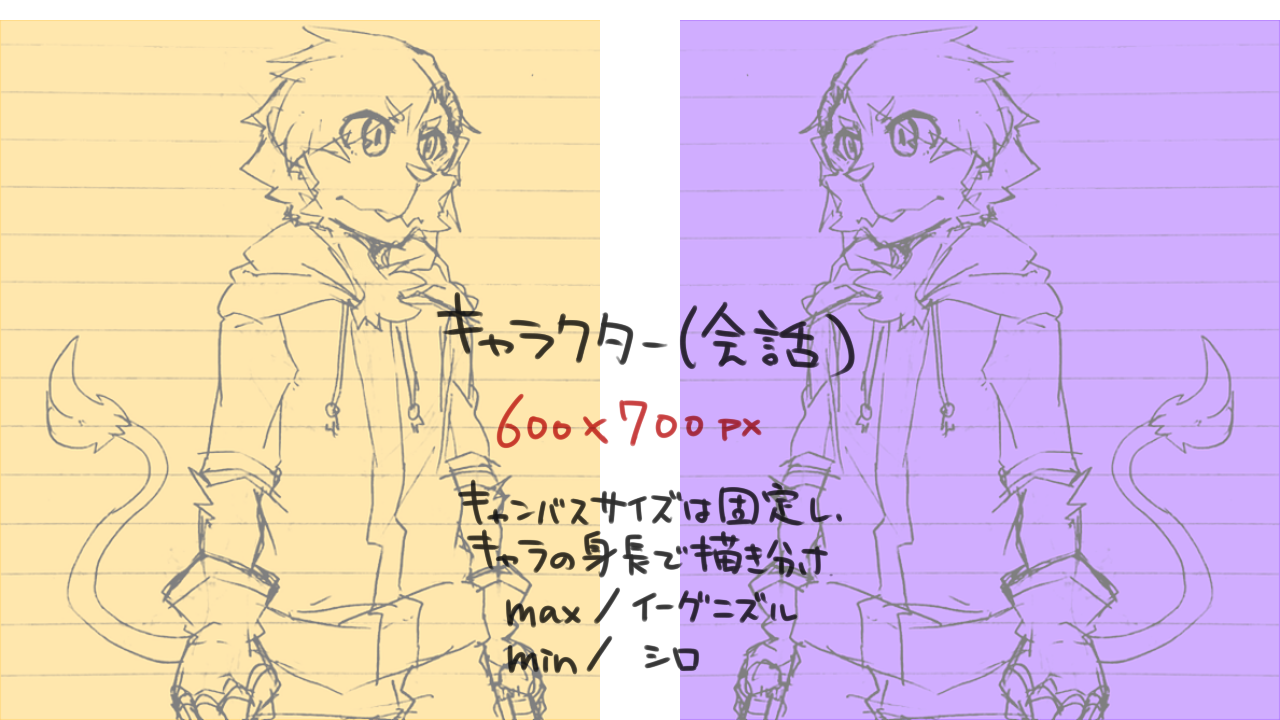 キャラクター(会話)
600×700px
キャンバスサイズは固定し、
キャラの身長で描き分け
max/イーグニズル
min/ シロ